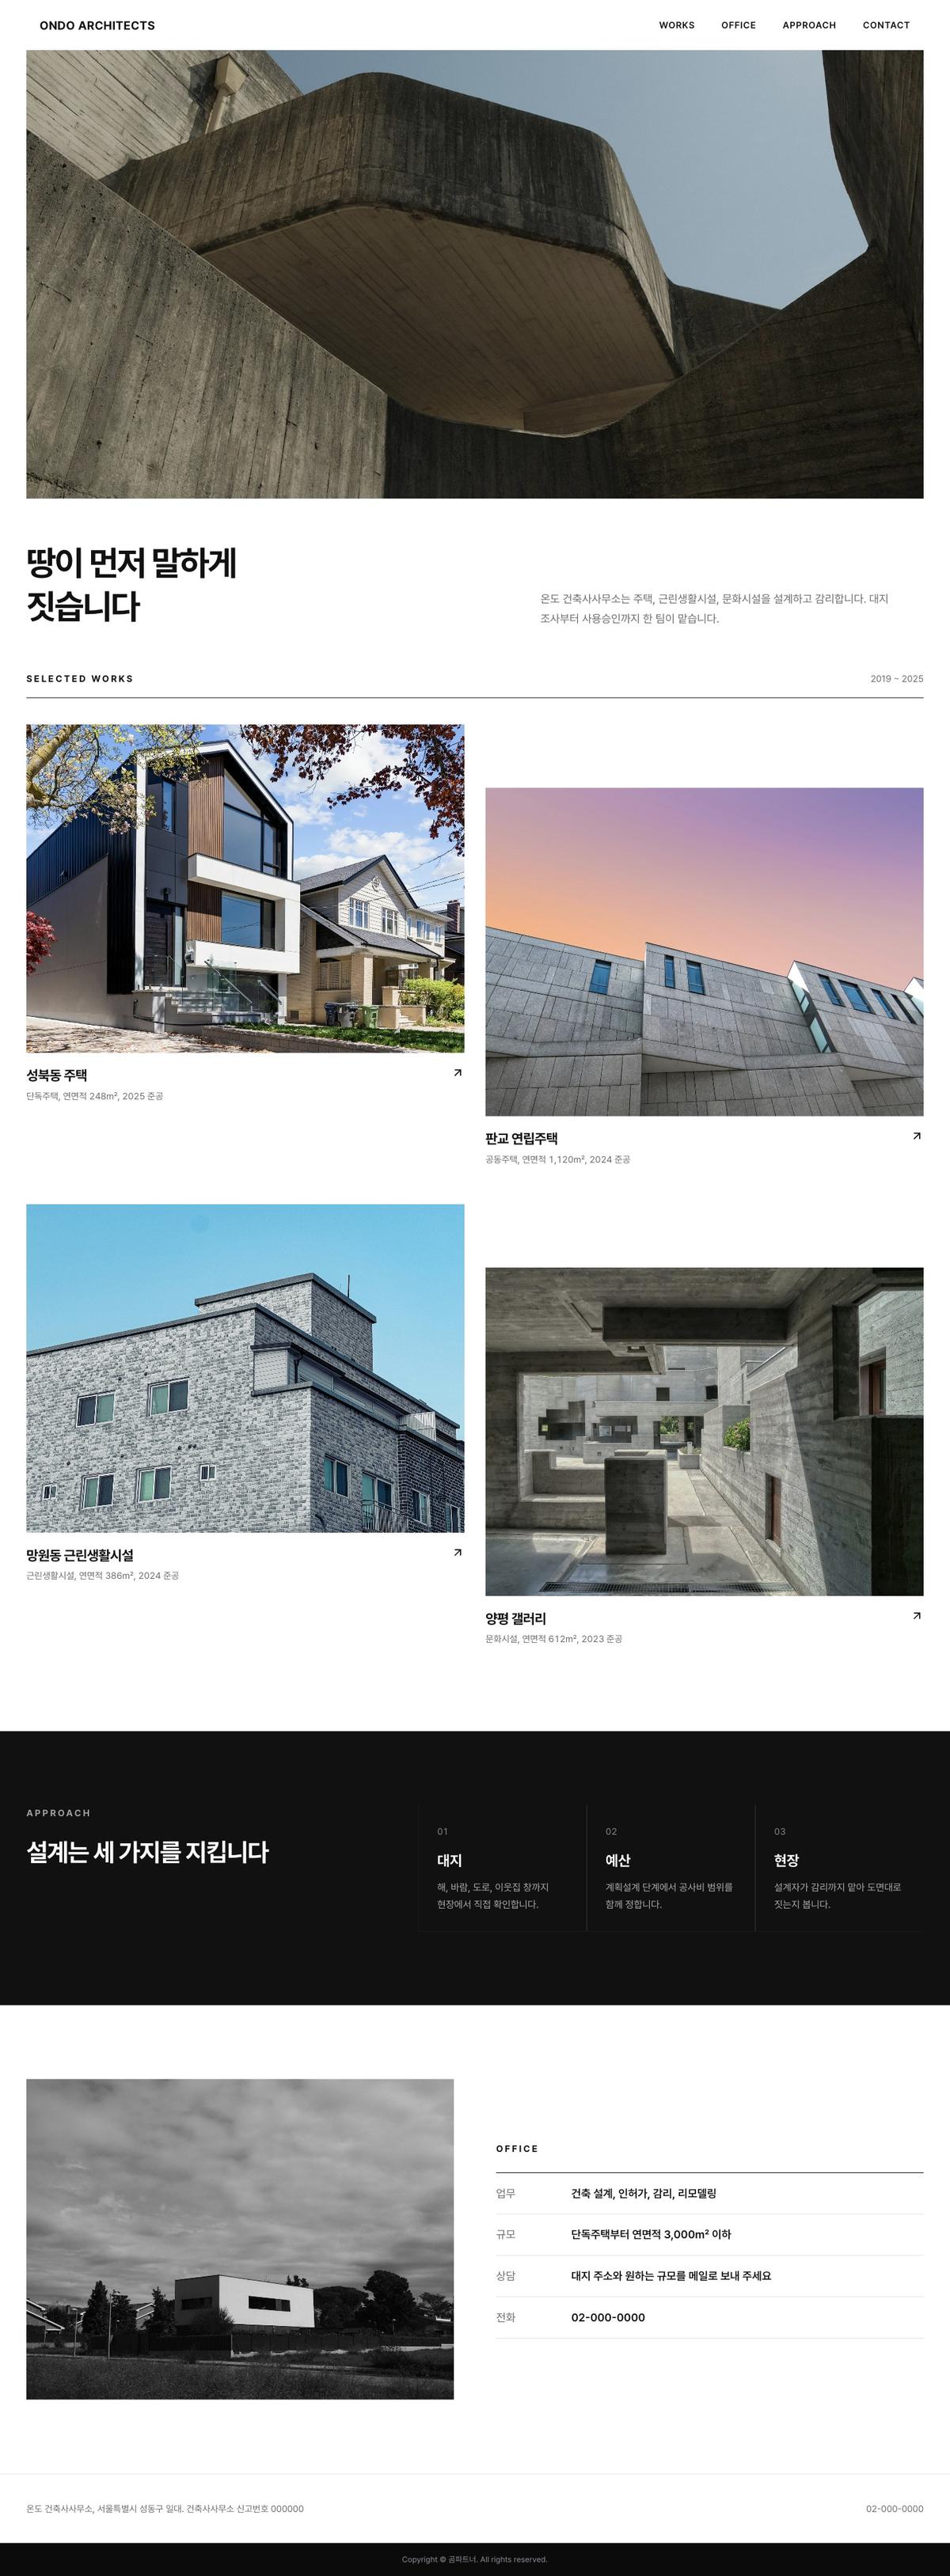 ONDO ARCHITECTS
WORKS OFFICE APPROACH CONTACT
땅이 먼저 말하게
짓습니다
온도 건축사사무소는 주택, 근린생활시설, 문화시설을 설계하고 감리합니다. 대지
조사부터 사용승인까지 한 팀이 맡습니다.
SELECTED WORKS
2019 ~ 2025
성북동 주택
단독주택, 연면적 248m², 2025 준공
판교 연립주택
공동주택, 연면적 1,120m², 2024 준공
망원동 근린생활시설
근린생활시설, 연면적 386m², 2024 준공
양평 갤러리
문화시설, 연면적 612m², 2023 준공
APPROACH
설계는 세 가지를 지킵니다
01
대지
해, 바람, 도로, 이웃집 창까지
현장에서 직접 확인합니다.
02
예산
계획설계 단계에서 공사비 범위를
함께 정합니다.
03
현장
설계자가 감리까지 맡아 도면대로
짓는지 봅니다.
OFFICE
업무 건축 설계, 인허가, 감리, 리모델링
규모 단독주택부터 연면적 3,000m² 이하
상담 대지 주소와 원하는 규모를 메일로 보내 주세요
전화 02-000-0000
온도 건축사사무소, 서울특별시 성동구 일대. 건축사사무소 신고번호 000000
02-000-0000
Copyright © 곰파트너. All rights reserved.